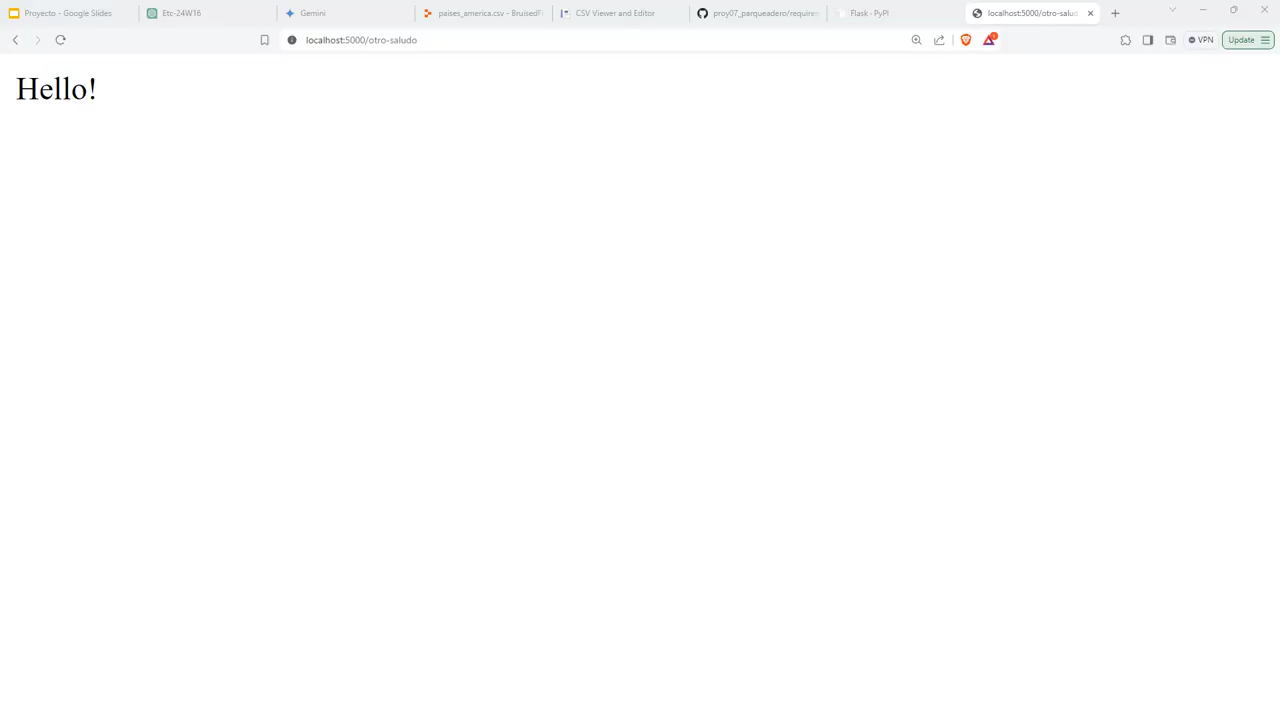 Proyecto - Google Slides
Etc-24W16
Gemini
paises_america.csv - BruisedFi
CSV Viewer and Editor
proy07_parqueadero/require
Flask · PyPI
localhost:5000/otro-salud
localhost:5000/otro-saludo
VPN
Update
Hello!